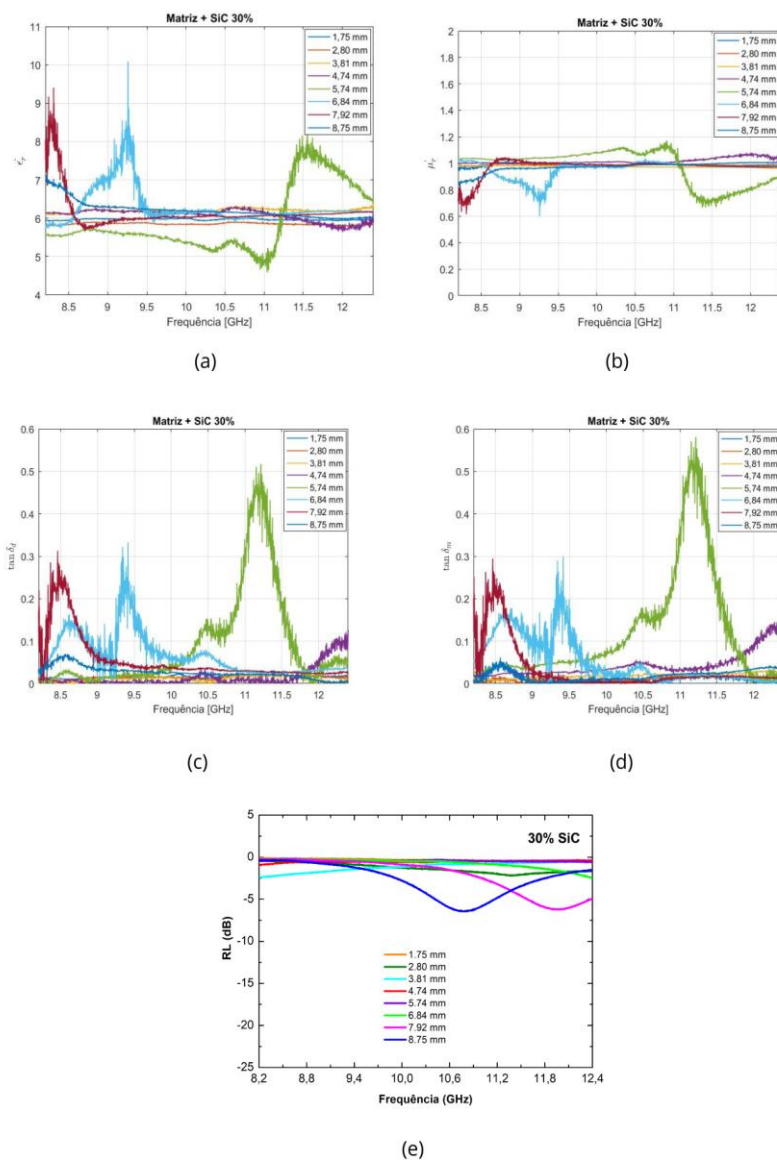 Matriz + SiC 30%
11
10
9
8
7
6
5
4
ε′r
1,75 mm
2,80 mm
3,81 mm
4,74 mm
5,74 mm
6,84 mm
7,92 mm
8,75 mm
8.5 9 9.5 10 10.5 11 11.5 12
Frequência [GHz]
(a)
Matriz + SiC 30%
2
1.8
1.6
1.4
1.2
1
0.8
0.6
0.4
0.2
0
μ′r
1,75 mm
2,80 mm
3,81 mm
4,74 mm
5,74 mm
6,84 mm
7,92 mm
8,75 mm
8.5 9 9.5 10 10.5 11 11.5 12
Frequência [GHz]
(b)
Matriz + SiC 30%
0.6
0.5
0.4
0.3
0.2
0.1
0
tan δd
1,75 mm
2,80 mm
3,81 mm
4,74 mm
5,74 mm
6,84 mm
7,92 mm
8,75 mm
8.5 9 9.5 10 10.5 11 11.5 12
Frequência [GHz]
(c)
Matriz + SiC 30%
0.6
0.5
0.4
0.3
0.2
0.1
0
tan δm
1,75 mm
2,80 mm
3,81 mm
4,74 mm
5,74 mm
6,84 mm
7,92 mm
8,75 mm
8.5 9 9.5 10 10.5 11 11.5 12
Frequência [GHz]
(d)
30% SiC
5
0
-5
-10
-15
-20
-25
RL (dB)
1.75 mm
2.80 mm
3.81 mm
4.74 mm
5.74 mm
6.84 mm
7.92 mm
8.75 mm
8,2 8,8 9,4 10,0 10,6 11,2 11,8 12,4
Frequência (GHz)
(e)